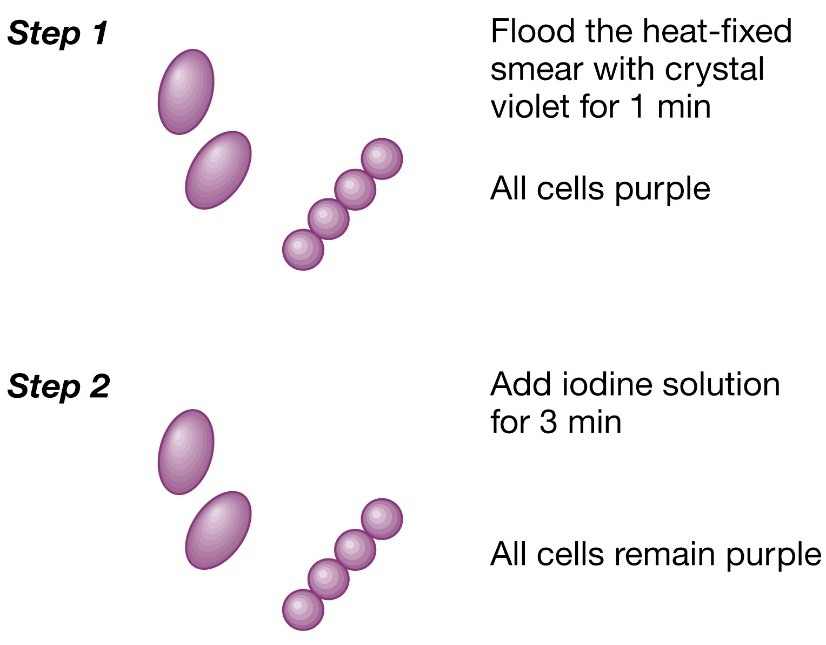 Step 1
Flood the heat-fixed
smear with crystal
violet for 1 min
All cells purple
Step 2
Add iodine solution
for 3 min
All cells remain purple